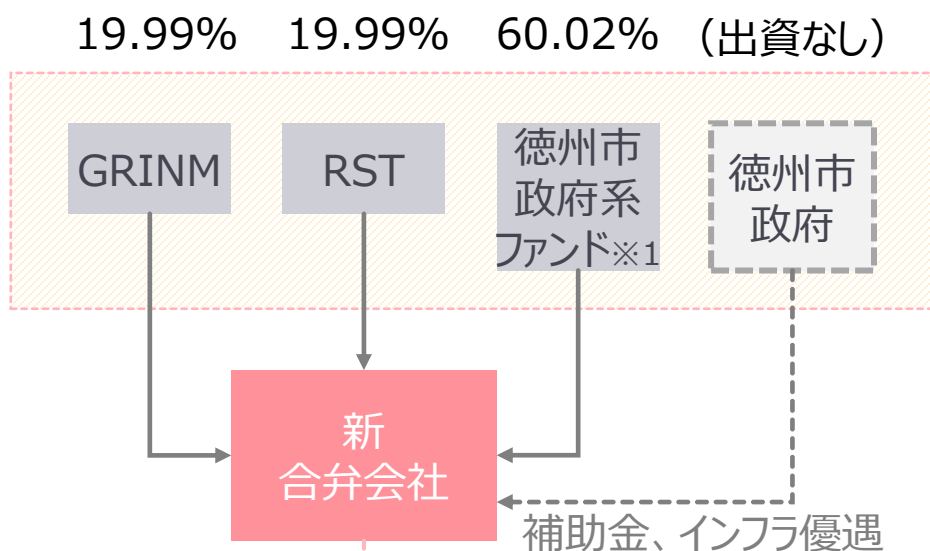 19.99% 19.99% 60.02% （出資なし）
GRINM
RST
徳州市
政府系
ファンド※1
徳州市
政府
新
合弁会社
補助金、インフラ優遇